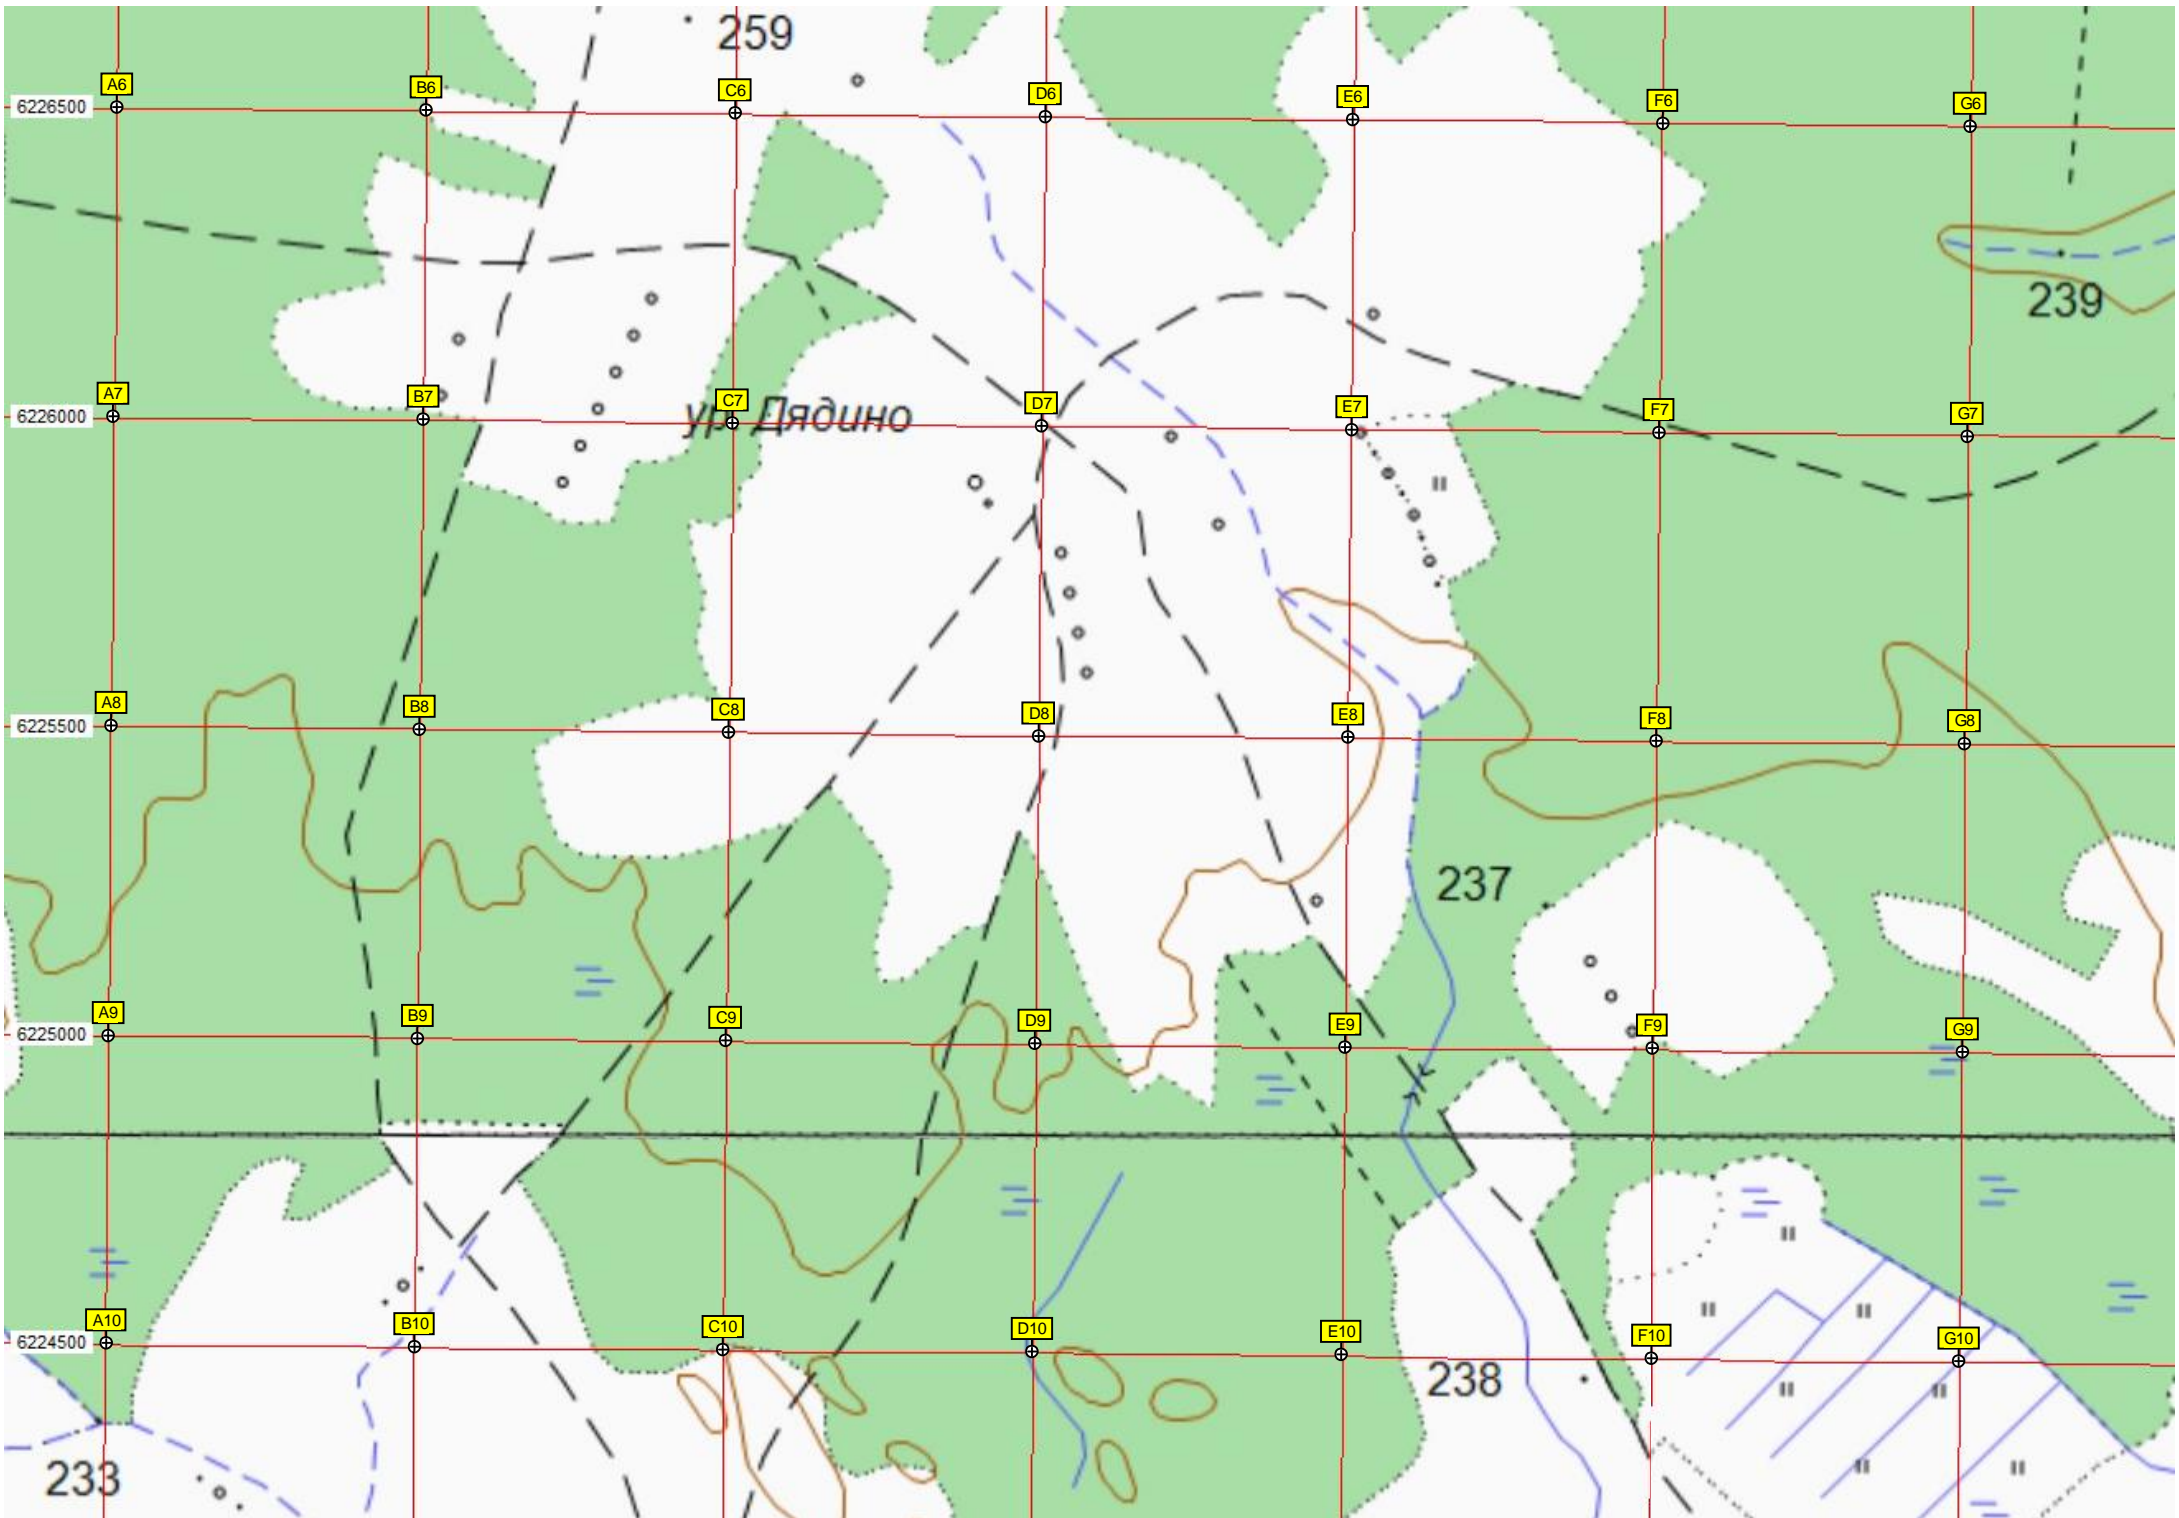 259
A6 B6 C6 D6 E6 F6 G6
6226500
239
A7 B7 C7 D7 E7 F7 G7
6226000
ур. Дядино
A8 B8 C8 D8 E8 F8 G8
6225500
237
A9 B9 C9 D9 E9 F9 G9
6225000
A10 B10 C10 D10 E10 F10 G10
6224500
238
233